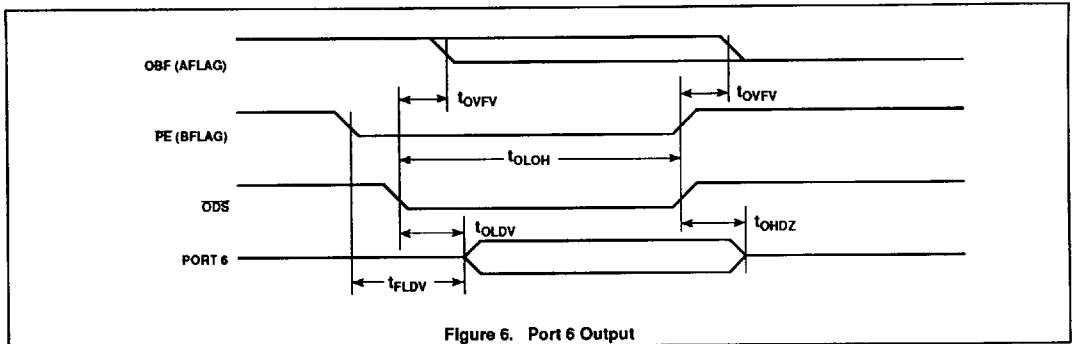 OBF (AFLAG)
tOVFV
tOVFV
PE (BFLAG)
tOLOH
ODS
tOLDV
tOHDZ
PORT 6
tFLDV
Figure 6. Port 6 Output